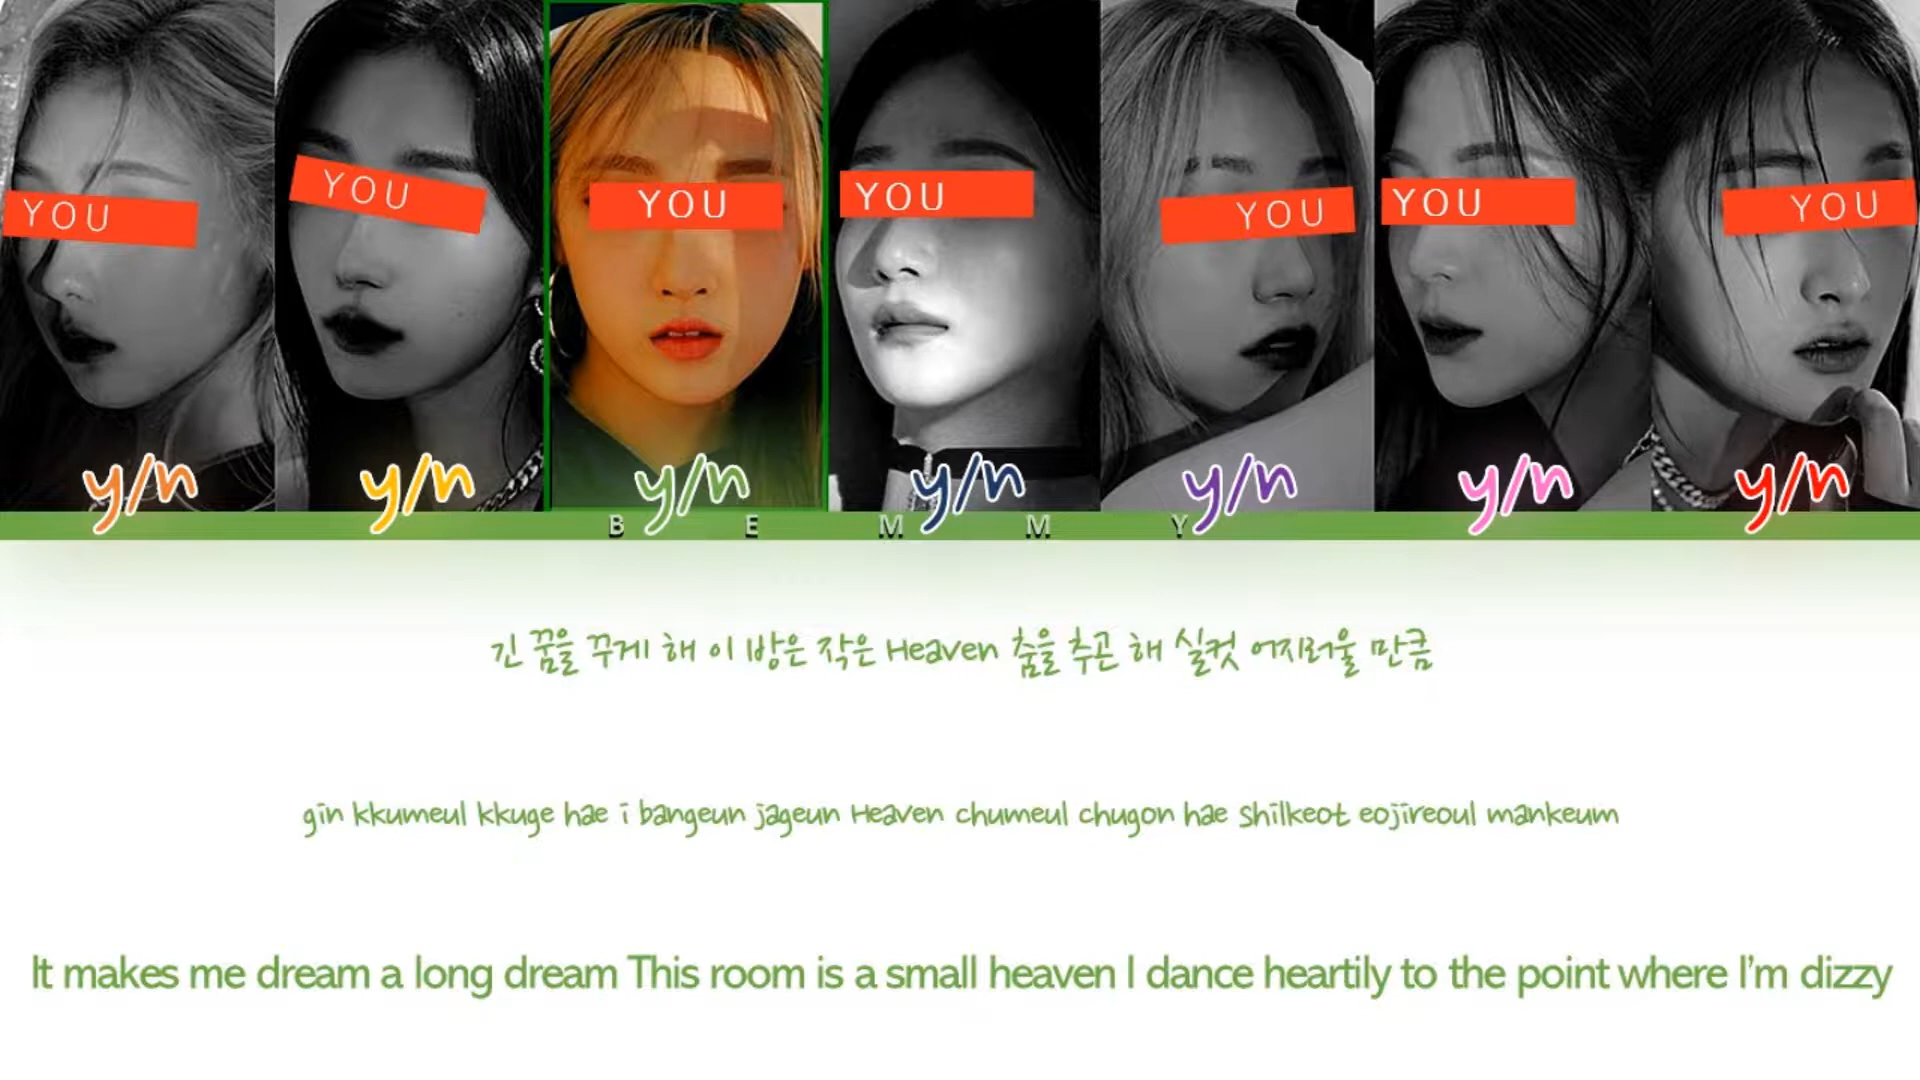 YOU YOU YOU YOU YOU YOU YOU
y/n y/n y/n y/n y/n y/n y/n
B E M M Y
긴 꿈을 꾸게 해 이 방은 작은 Heaven 춤을 추곤 해 실컷 어지러울 만큼
gin kkumeul kkuge hae i bangeun jageun Heaven chumeul chugon hae shilkeot eojireoul mankeum
It makes me dream a long dream This room is a small heaven I dance heartily to the point where I'm dizzy